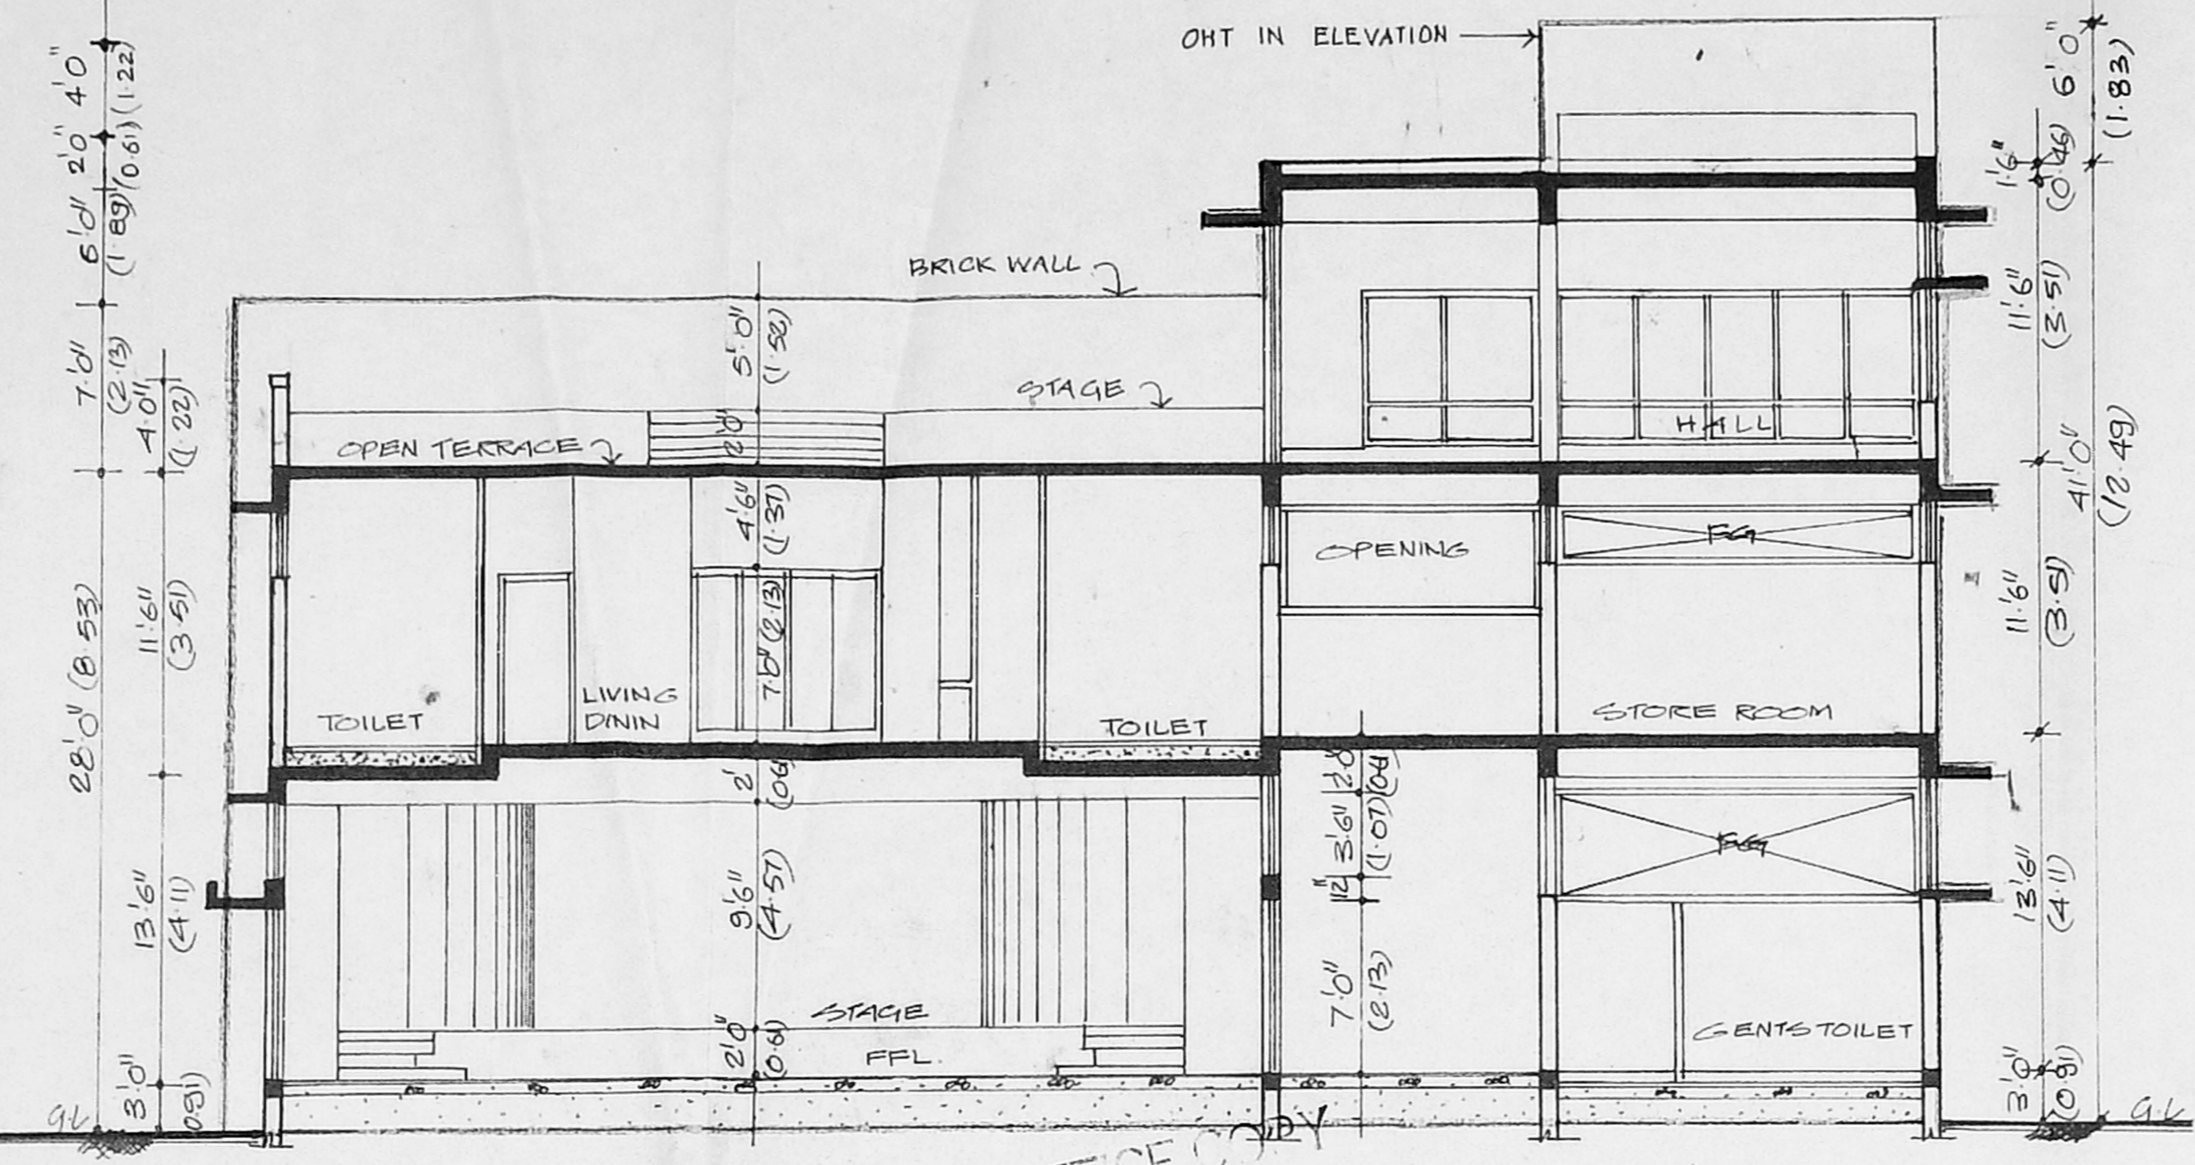 OHT IN ELEVATION
4'0"
(1.22)
2'0"
(0.61)
6'0"
(1.89)
7'0"
(2.13)
4'0"
(1.22)
28'0" (8.53)
11'6"
(3.51)
13'6"
(4.11)
3'0"
(0.91)
G.L
BRICK WALL
5'0"
(1.52)
STAGE
2'0"
OPEN TERRACE
HALL
4'6"
(1.37)
7'0" (2.13)
OPENING
FG
TOILET
LIVING
DININ
TOILET
STORE ROOM
2'
(061
2'0"
3'6"
(1.07)
12"
7'0"
(2.13)
FG
9'6"
(4.57)
STAGE
2'0"
(0.61
FFL.
GENTS TOILET
6'0"
(1.83)
1'6"
(0.46)
11'6"
(3.51)
41'0"
(12.49)
11'6"
(3.51)
13'6"
(4.11)
3'0"
(0.91)
G.L
COPY